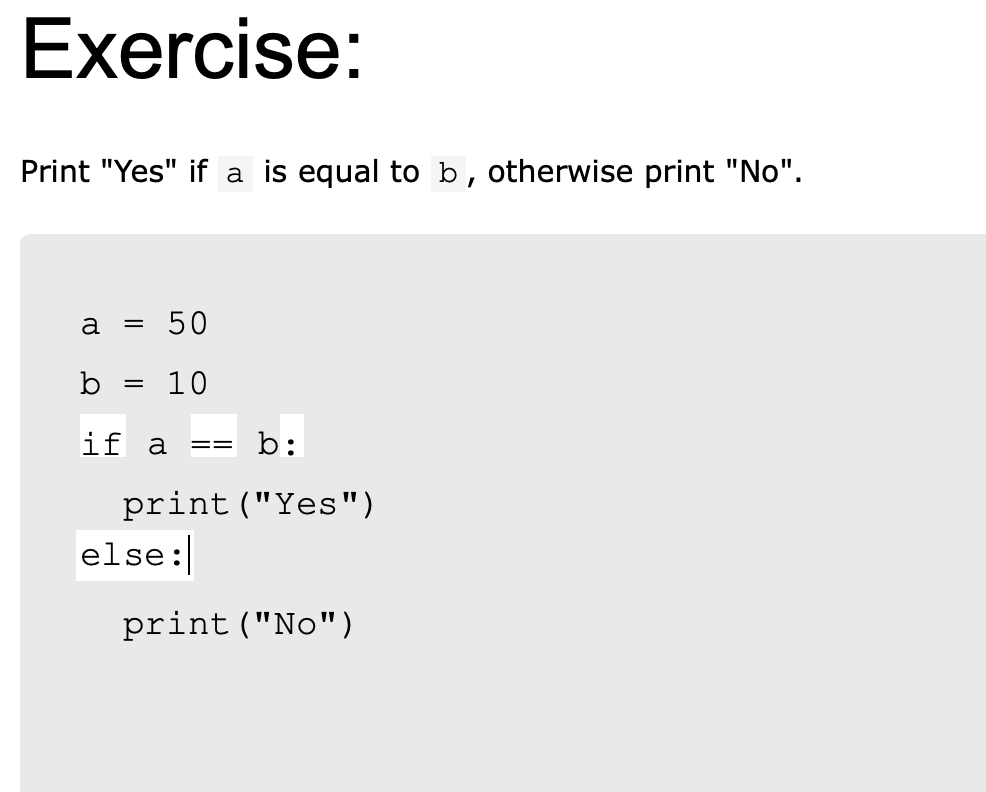 Exercise:
Print "Yes" if a is equal to b, otherwise print "No".
a = 50
b = 10
if a == b:
  print("Yes")
else:
  print("No")